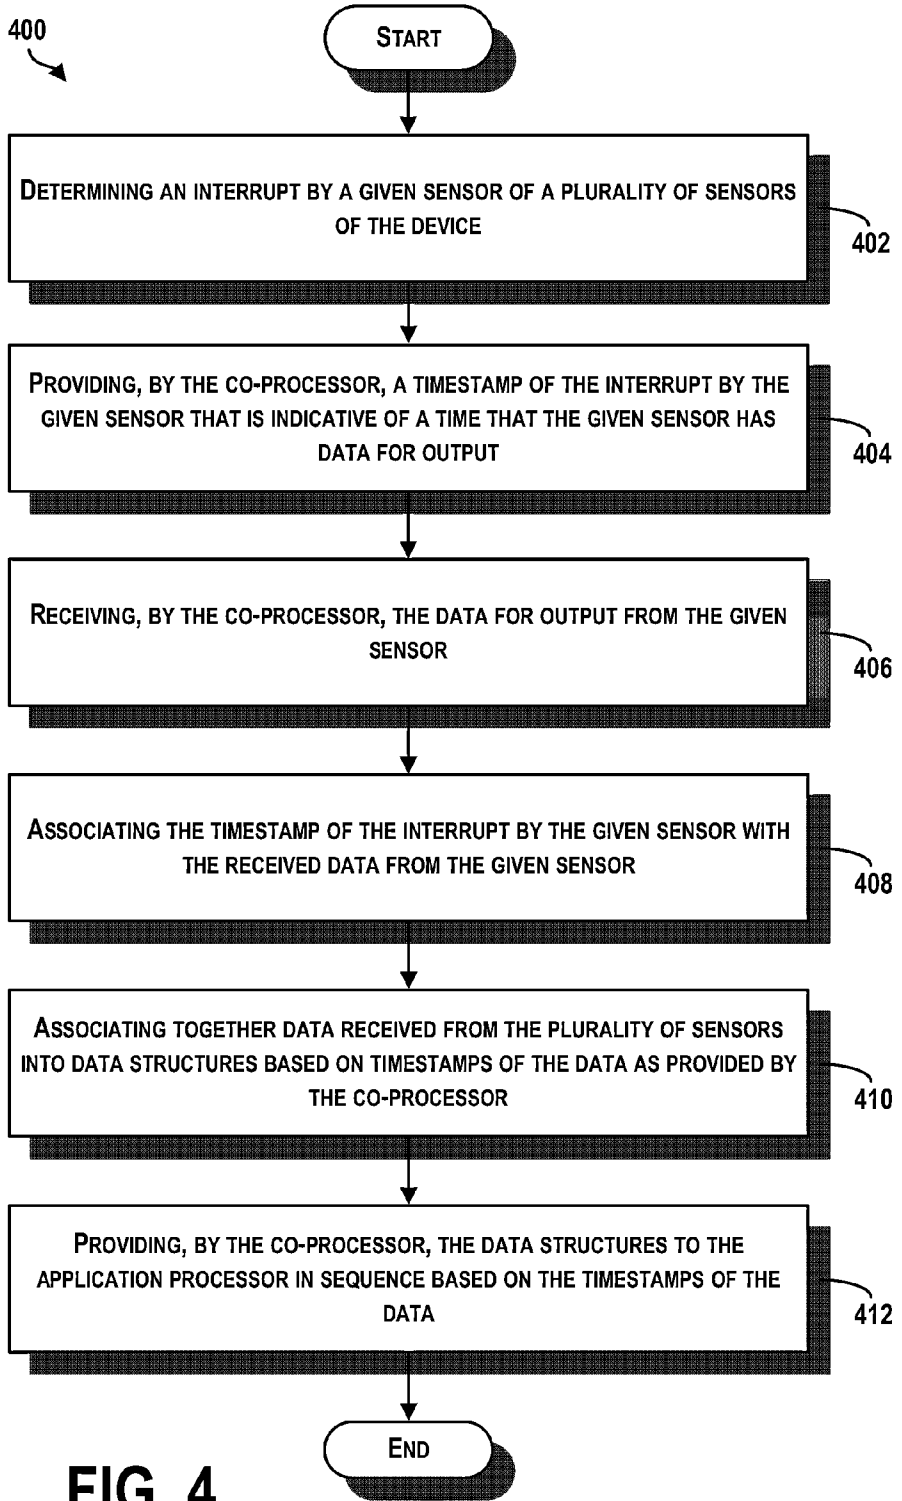 400
START
DETERMINING AN INTERRUPT BY A GIVEN SENSOR OF A PLURALITY OF SENSORS
OF THE DEVICE
402
PROVIDING, BY THE CO-PROCESSOR, A TIMESTAMP OF THE INTERRUPT BY THE
GIVEN SENSOR THAT IS INDICATIVE OF A TIME THAT THE GIVEN SENSOR HAS
DATA FOR OUTPUT
404
RECEIVING, BY THE CO-PROCESSOR, THE DATA FOR OUTPUT FROM THE GIVEN
SENSOR
406
ASSOCIATING THE TIMESTAMP OF THE INTERRUPT BY THE GIVEN SENSOR WITH
THE RECEIVED DATA FROM THE GIVEN SENSOR
408
ASSOCIATING TOGETHER DATA RECEIVED FROM THE PLURALITY OF SENSORS
INTO DATA STRUCTURES BASED ON TIMESTAMPS OF THE DATA AS PROVIDED BY
THE CO-PROCESSOR
410
PROVIDING, BY THE CO-PROCESSOR, THE DATA STRUCTURES TO THE
APPLICATION PROCESSOR IN SEQUENCE BASED ON THE TIMESTAMPS OF THE
DATA
412
END
FIG. 4